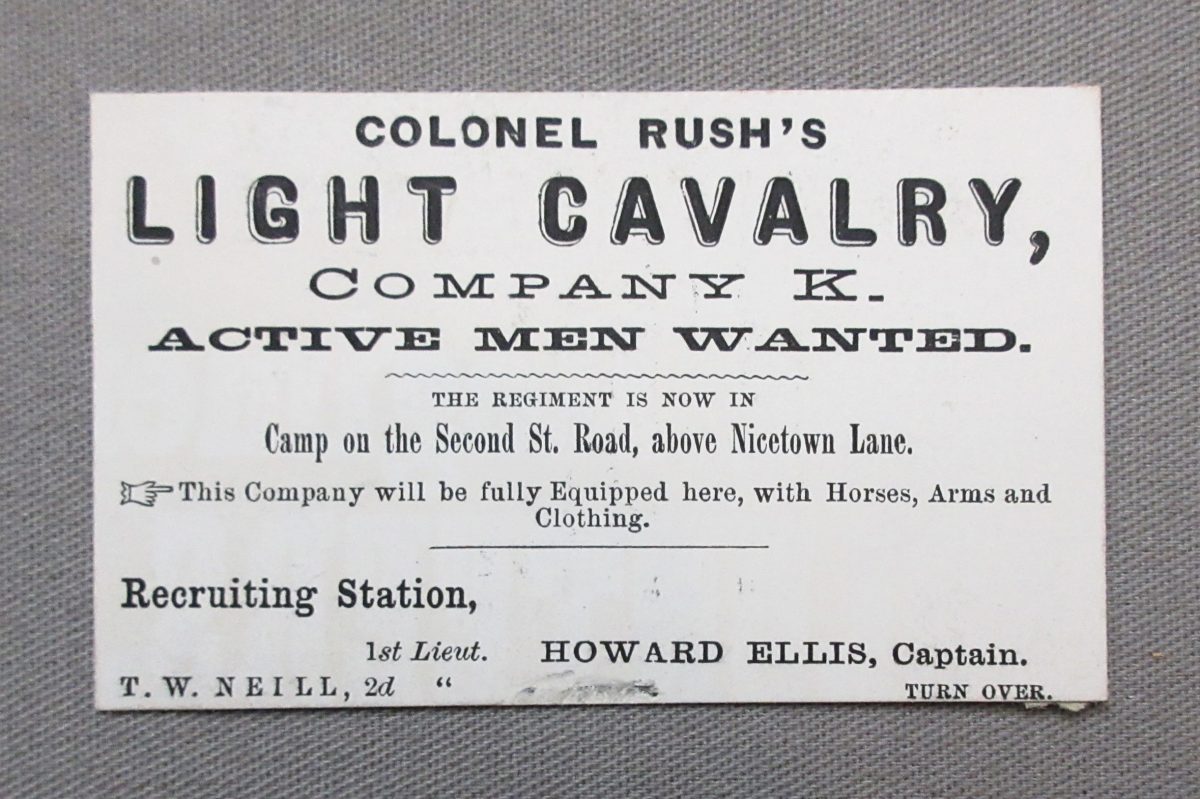 COLONEL RUSH'S
LIGHT CAVALRY,
COMPANY K.
ACTIVE MEN WANTED.
THE REGIMENT IS NOW IN
Camp on the Second St. Road, above Nicetown Lane.
This Company will be fully Equipped here, with Horses, Arms and
Clothing.
Recruiting Station,
1st Lieut. HOWARD ELLIS, Captain.
T. W. NEILL, 2d “ TURN OVER.